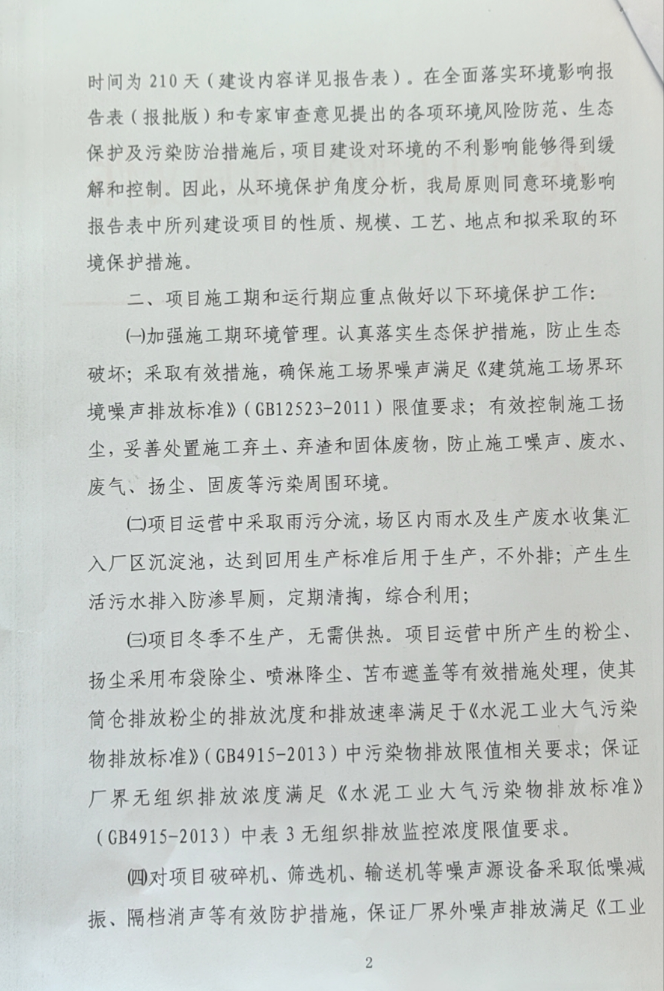 时间为 210 天（建设内容详见报告表）。在全面落实环境影响报
告表（报批版）和专家审查意见提出的各项环境风险防范、生态
保护及污染防治措施后，项目建设对环境的不利影响能够得到缓
解和控制。因此，从环境保护角度分析，我局原则同意环境影响
报告表中所列建设项目的性质、规模、工艺、地点和拟采取的环
境保护措施。
二、项目施工期和运行期应重点做好以下环境保护工作：
㈠加强施工期环境管理。认真落实生态保护措施，防止生态
破坏；采取有效措施，确保施工场界噪声满足《建筑施工场界环
境噪声排放标准》（GB12523-2011）限值要求；有效控制施工扬
尘，妥善处置施工弃土、弃渣和固体废物，防止施工噪声、废水、
废气、扬尘、固废等污染周围环境。
㈡项目运营中采取雨污分流，场区内雨水及生产废水收集汇
入厂区沉淀池，达到回用生产标准后用于生产，不外排；产生生
活污水排入防渗旱厕，定期清掏，综合利用；
㈢项目冬季不生产，无需供热。项目运营中所产生的粉尘、
扬尘采用布袋除尘、喷淋降尘、苫布遮盖等有效措施处理，使其
筒仓排放粉尘的排放沈度和排放速率满足于《水泥工业大气污染
物排放标准》（GB4915-2013）中污染物排放限值相关要求；保证
厂界无组织排放浓度满足《水泥工业大气污染物排放标准》
（GB4915-2013）中表 3 无组织排放监控浓度限值要求。
㈣对项目破碎机、筛选机、输送机等噪声源设备采取低噪减
振、隔档消声等有效防护措施，保证厂界外噪声排放满足《工业
2